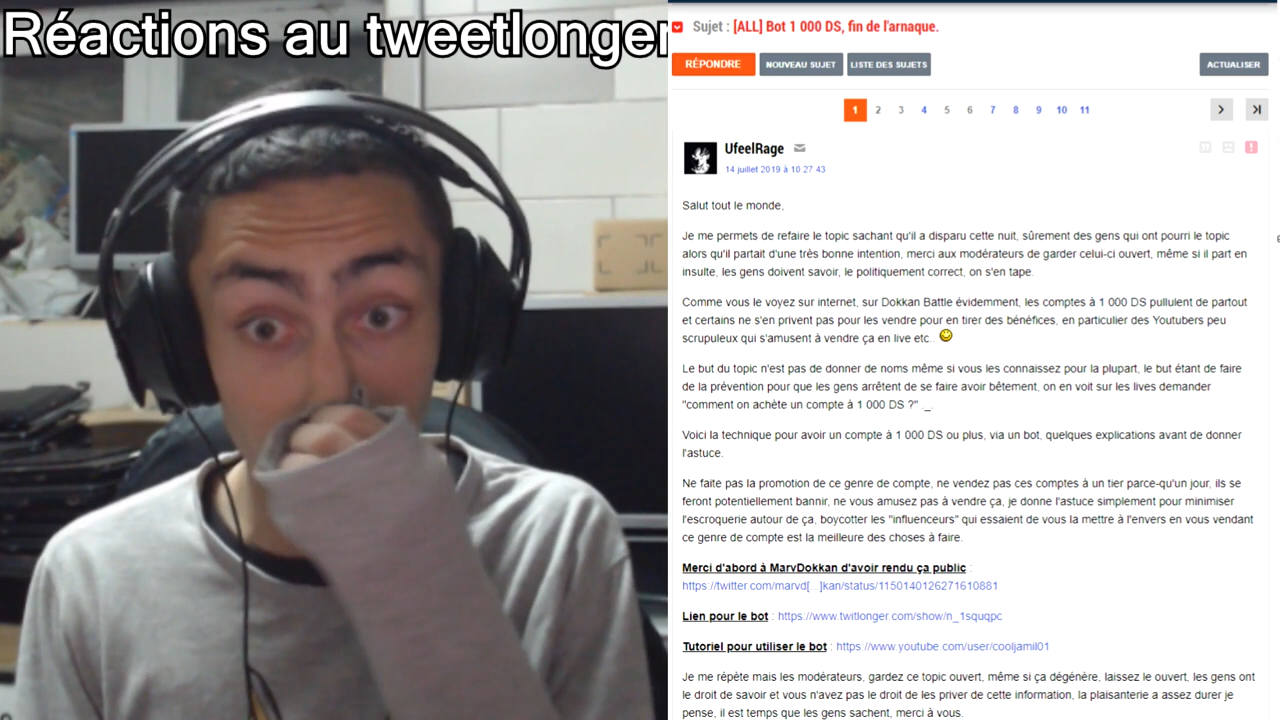 Réactions au tweetlonger
Sujet : [ALL] Bot 1 000 DS, fin de l'arnaque.
RÉPONDRE NOUVEAU SUJET LISTE DES SUJETS ACTUALISER
1 2 3 4 5 6 7 8 9 10 11
UfeelRage
14 juillet 2019 à 10:27:43
Salut tout le monde,
Je me permets de refaire le topic sachant qu'il a disparu cette nuit, sûrement des gens qui ont pourri le topic
alors qu'il partait d'une très bonne intention, merci aux modérateurs de garder celui-ci ouvert, même si il part en
insulte, les gens doivent savoir, le politiquement correct, on s'en tape.
Comme vous le voyez sur internet, sur Dokkan Battle évidemment, les comptes à 1 000 DS pullulent de partout
et certains ne s'en privent pas pour les vendre pour en tirer des bénéfices, en particulier des Youtubers peu
scrupuleux qui s'amusent à vendre ça en live etc..
Le but du topic n'est pas de donner de noms même si vous les connaissez pour la plupart, le but étant de faire
de la prévention pour que les gens arrêtent de se faire avoir bêtement, on en voit sur les lives demander
"comment on achète un compte à 1 000 DS ?" ._.
Voici la technique pour avoir un compte à 1 000 DS ou plus, via un bot, quelques explications avant de donner
l'astuce.
Ne faite pas la promotion de ce genre de compte, ne vendez pas ces comptes à un tier parce-qu'un jour, ils se
feront potentiellement bannir, ne vous amusez pas à vendre ça, je donne l'astuce simplement pour minimiser
l'escroquerie autour de ça, boycotter les "influenceurs" qui essaient de vous la mettre à l'envers en vous vendant
ce genre de compte est la meilleure des choses à faire.
Merci d'abord à MarvDokkan d'avoir rendu ça public :
https://twitter.com/marvd[...]kan/status/1150140126271610881
Lien pour le bot : https://www.twitlonger.com/show/n_1squqpc
Tutoriel pour utiliser le bot : https://www.youtube.com/user/cooljamil01
Je me répète mais les modérateurs, gardez ce topic ouvert, même si ça dégénère, laissez le ouvert, les gens ont
le droit de savoir et vous n'avez pas le droit de les priver de cette information, la plaisanterie a assez durer je
pense, il est temps que les gens sachent, merci à vous.